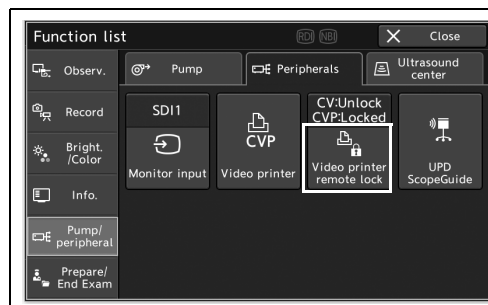 Function list
RDI NBI
Close
Observ.
Record
Bright.
/Color
Info.
Pump/
peripheral
Prepare/
End Exam
Pump
Peripherals
Ultrasound
center
SDI1
Monitor input
CVP
Video printer
CV:Unlock
CVP:Locked
Video printer
remote lock
UPD
ScopeGuide